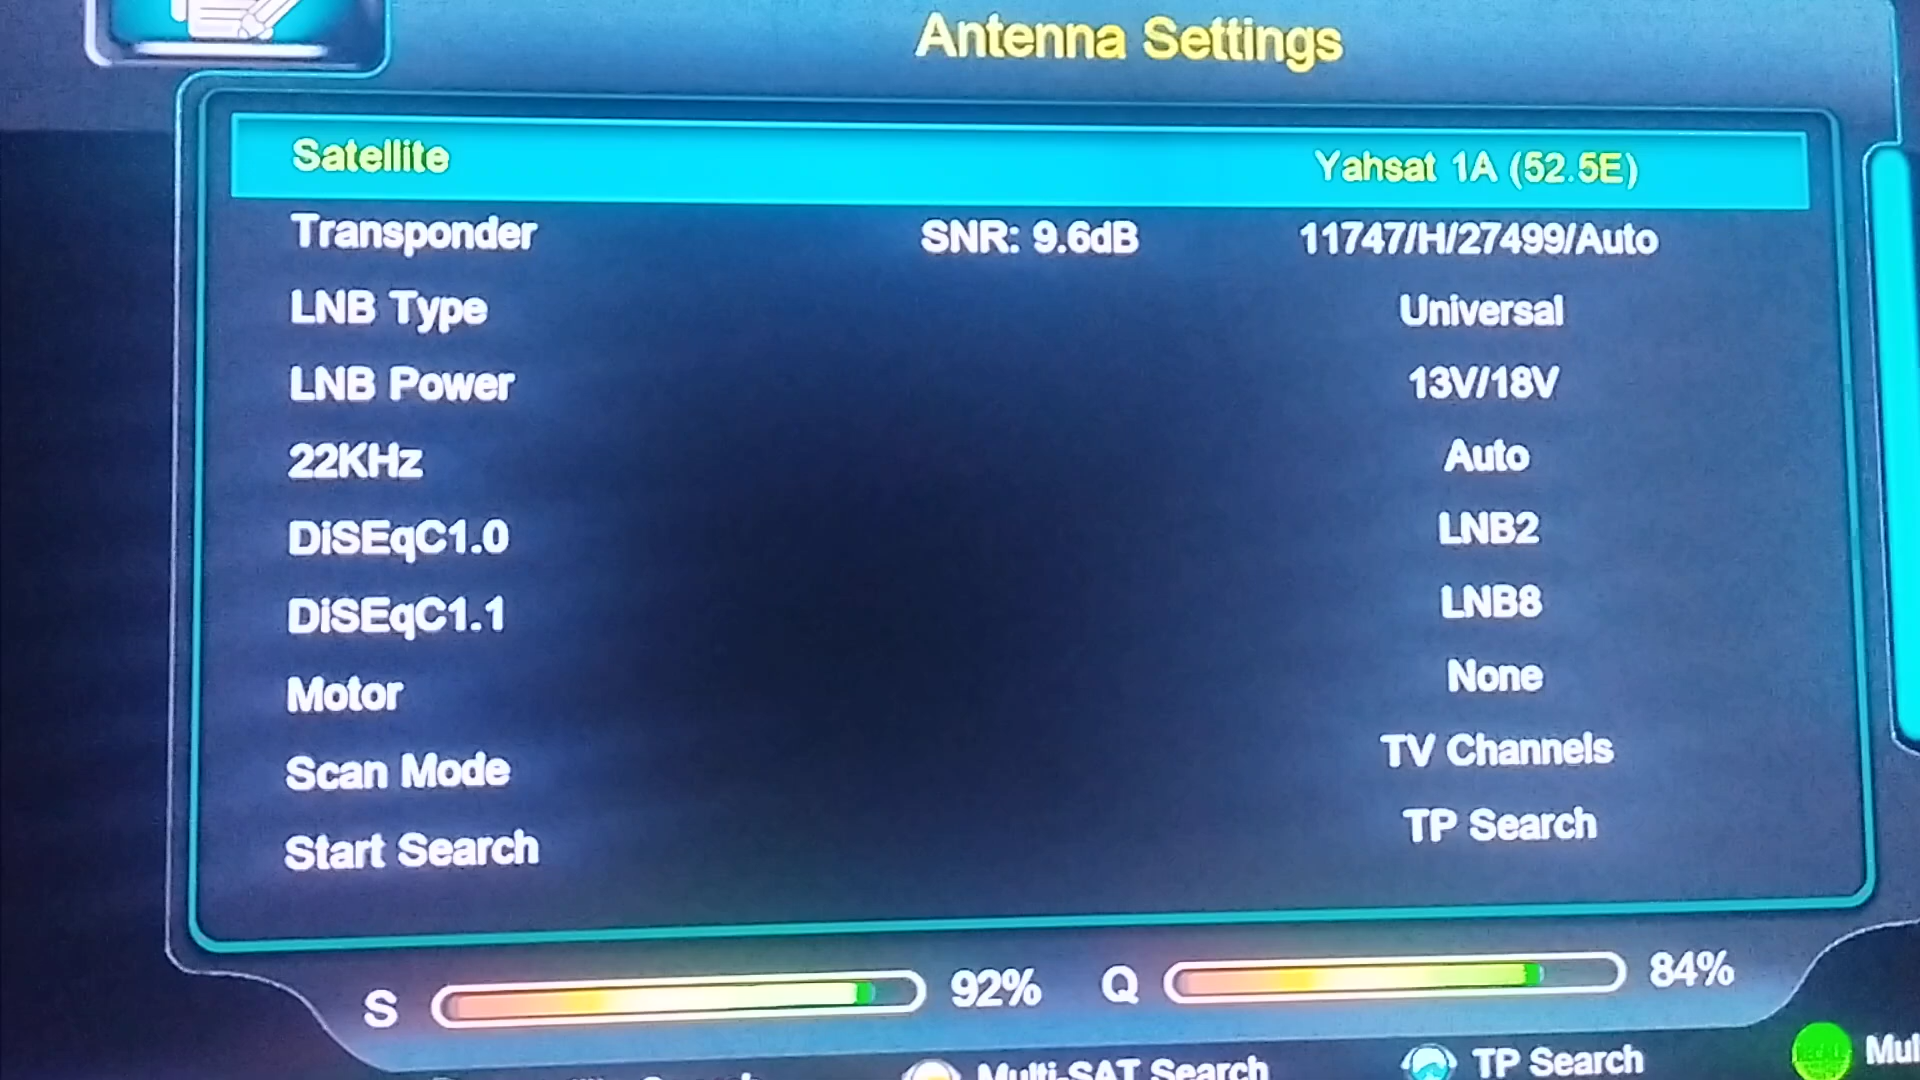 Antenna Settings
Satellite Yahsat 1A (52.5E)
Transponder SNR: 9.6dB 11747/H/27499/Auto
LNB Type Universal
LNB Power 13V/18V
22KHz Auto
DiSEqC1.0 LNB2
DiSEqC1.1 LNB8
Motor None
Scan Mode TV Channels
Start Search TP Search
S 92% Q 84%
Multi-SAT Search TP Search RECALL Mul